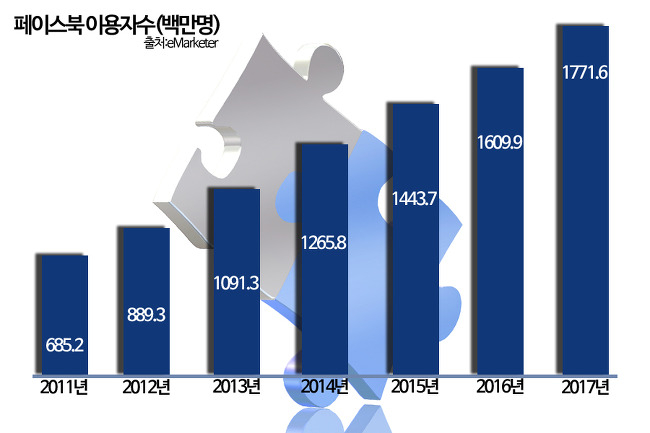 페이스북 이용자수(백만명)
출처:eMarketer
685.2
889.3
1091.3
1265.8
1443.7
1609.9
1771.6
2011년
2012년
2013년
2014년
2015년
2016년
2017년